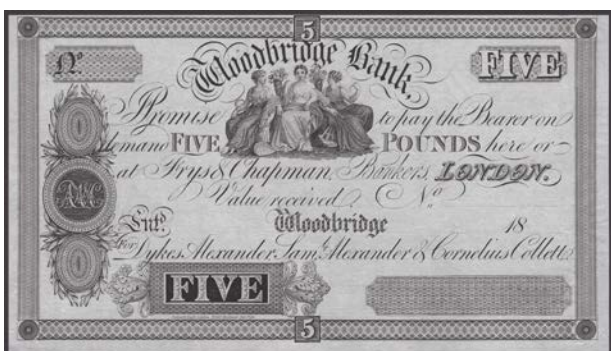 5
Woodbridge Bank,
No
FIVE
I Promise to pay the Bearer on
demand FIVE POUNDS here or
at Frys & Chapman, Bankers, LONDON.
Value received No
Entd. Woodbridge 18
For Dykes Alexander, Saml. Alexander & Cornelius Collett
FIVE
5